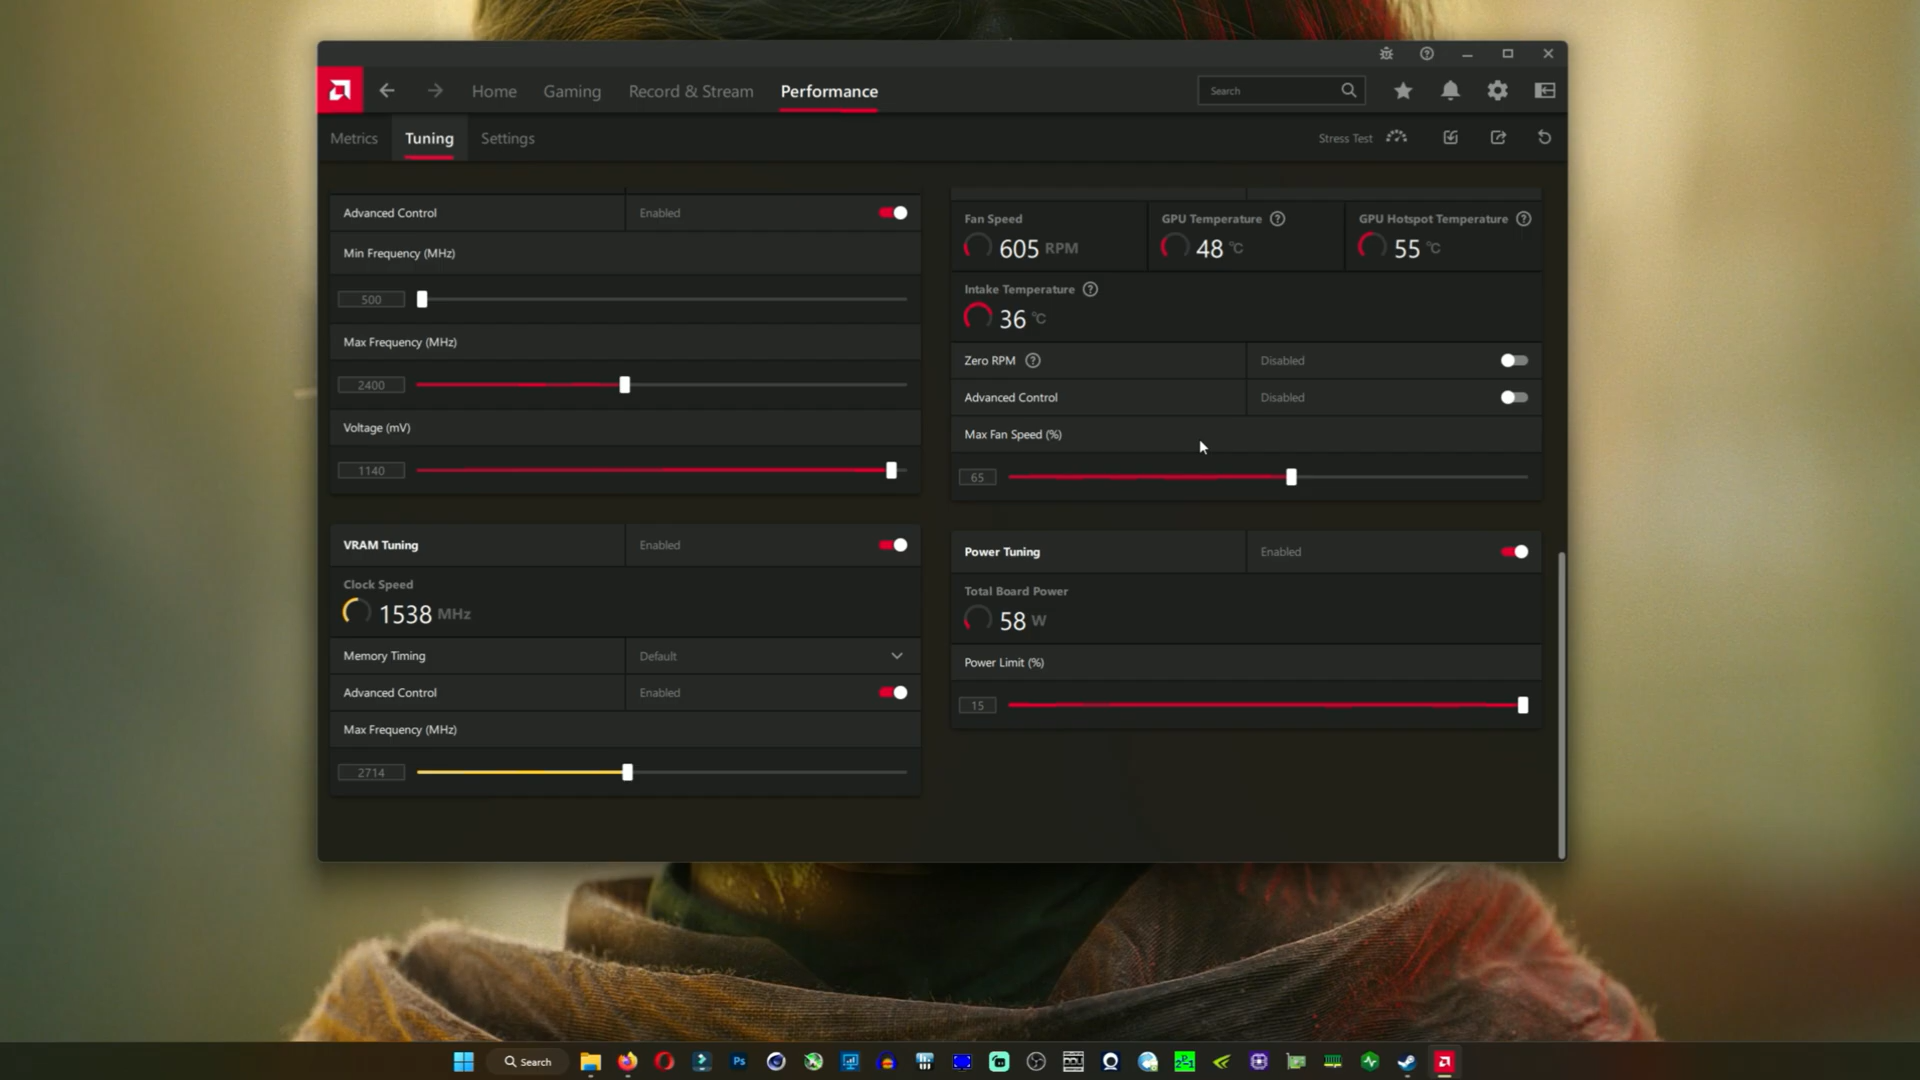 Home Gaming Record & Stream Performance
Search
Metrics Tuning Settings
Stress Test
Advanced Control Enabled
Min Frequency (MHz)
500
Max Frequency (MHz)
2400
Voltage (mV)
1140
VRAM Tuning Enabled
Clock Speed
1538 MHz
Memory Timing Default
Advanced Control Enabled
Max Frequency (MHz)
2714
Fan Speed GPU Temperature GPU Hotspot Temperature
605 RPM 48 °C 55 °C
Intake Temperature
36 °C
Zero RPM Disabled
Advanced Control Disabled
Max Fan Speed (%)
65
Power Tuning Enabled
Total Board Power
58 W
Power Limit (%)
15
Search Ps DDU